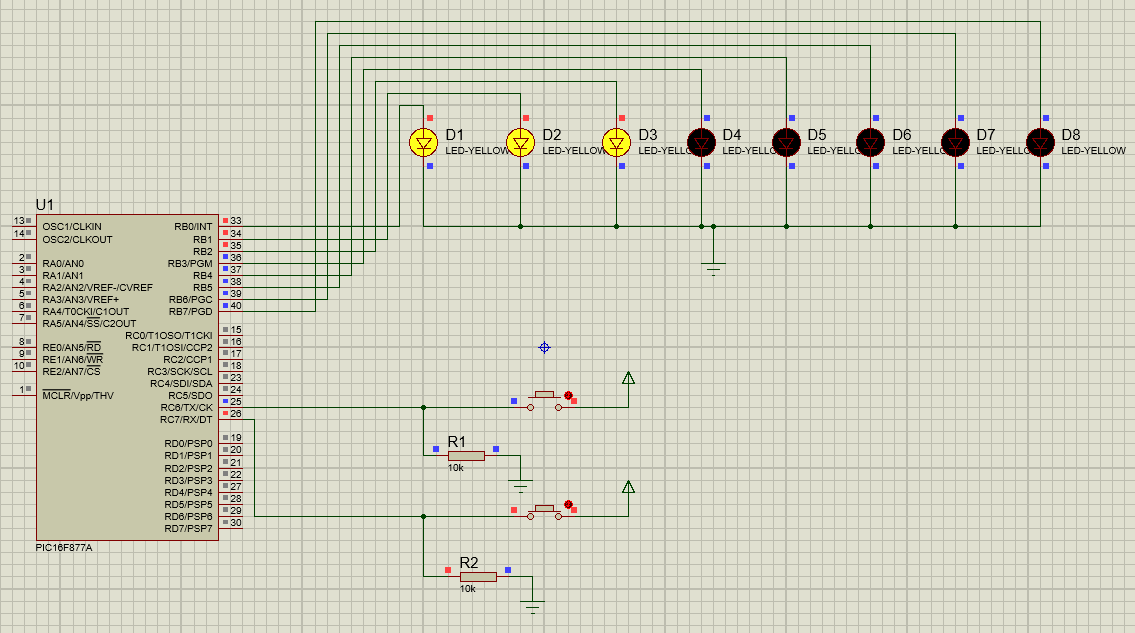 D1
LED-YELLOW
D2
LED-YELLOW
D3
LED-YELLC
D4
LED-YELLC
D5
LED-YELLC
D6
LED-YELLC
D7
LED-YELLC
D8
LED-YELLOW
U1
13 OSC1/CLKIN
14 OSC2/CLKOUT
2 RA0/AN0
3 RA1/AN1
4 RA2/AN2/VREF-/CVREF
5 RA3/AN3/VREF+
6 RA4/T0CKI/C1OUT
7 RA5/AN4/SS/C2OUT
8 RE0/AN5/RD
9 RE1/AN6/WR
10 RE2/AN7/CS
1 MCLR/Vpp/THV
RB0/INT 33
RB1 34
RB2 35
RB3/PGM 36
RB4 37
RB5 38
RB6/PGC 39
RB7/PGD 40
RC0/T1OSO/T1CKI 15
RC1/T1OSI/CCP2 16
RC2/CCP1 17
RC3/SCK/SCL 18
RC4/SDI/SDA 23
RC5/SDO 24
RC6/TX/CK 25
RC7/RX/DT 26
RD0/PSP0 19
RD1/PSP1 20
RD2/PSP2 21
RD3/PSP3 22
RD4/PSP4 27
RD5/PSP5 28
RD6/PSP6 29
RD7/PSP7 30
PIC16F877A
R1
10k
R2
10k